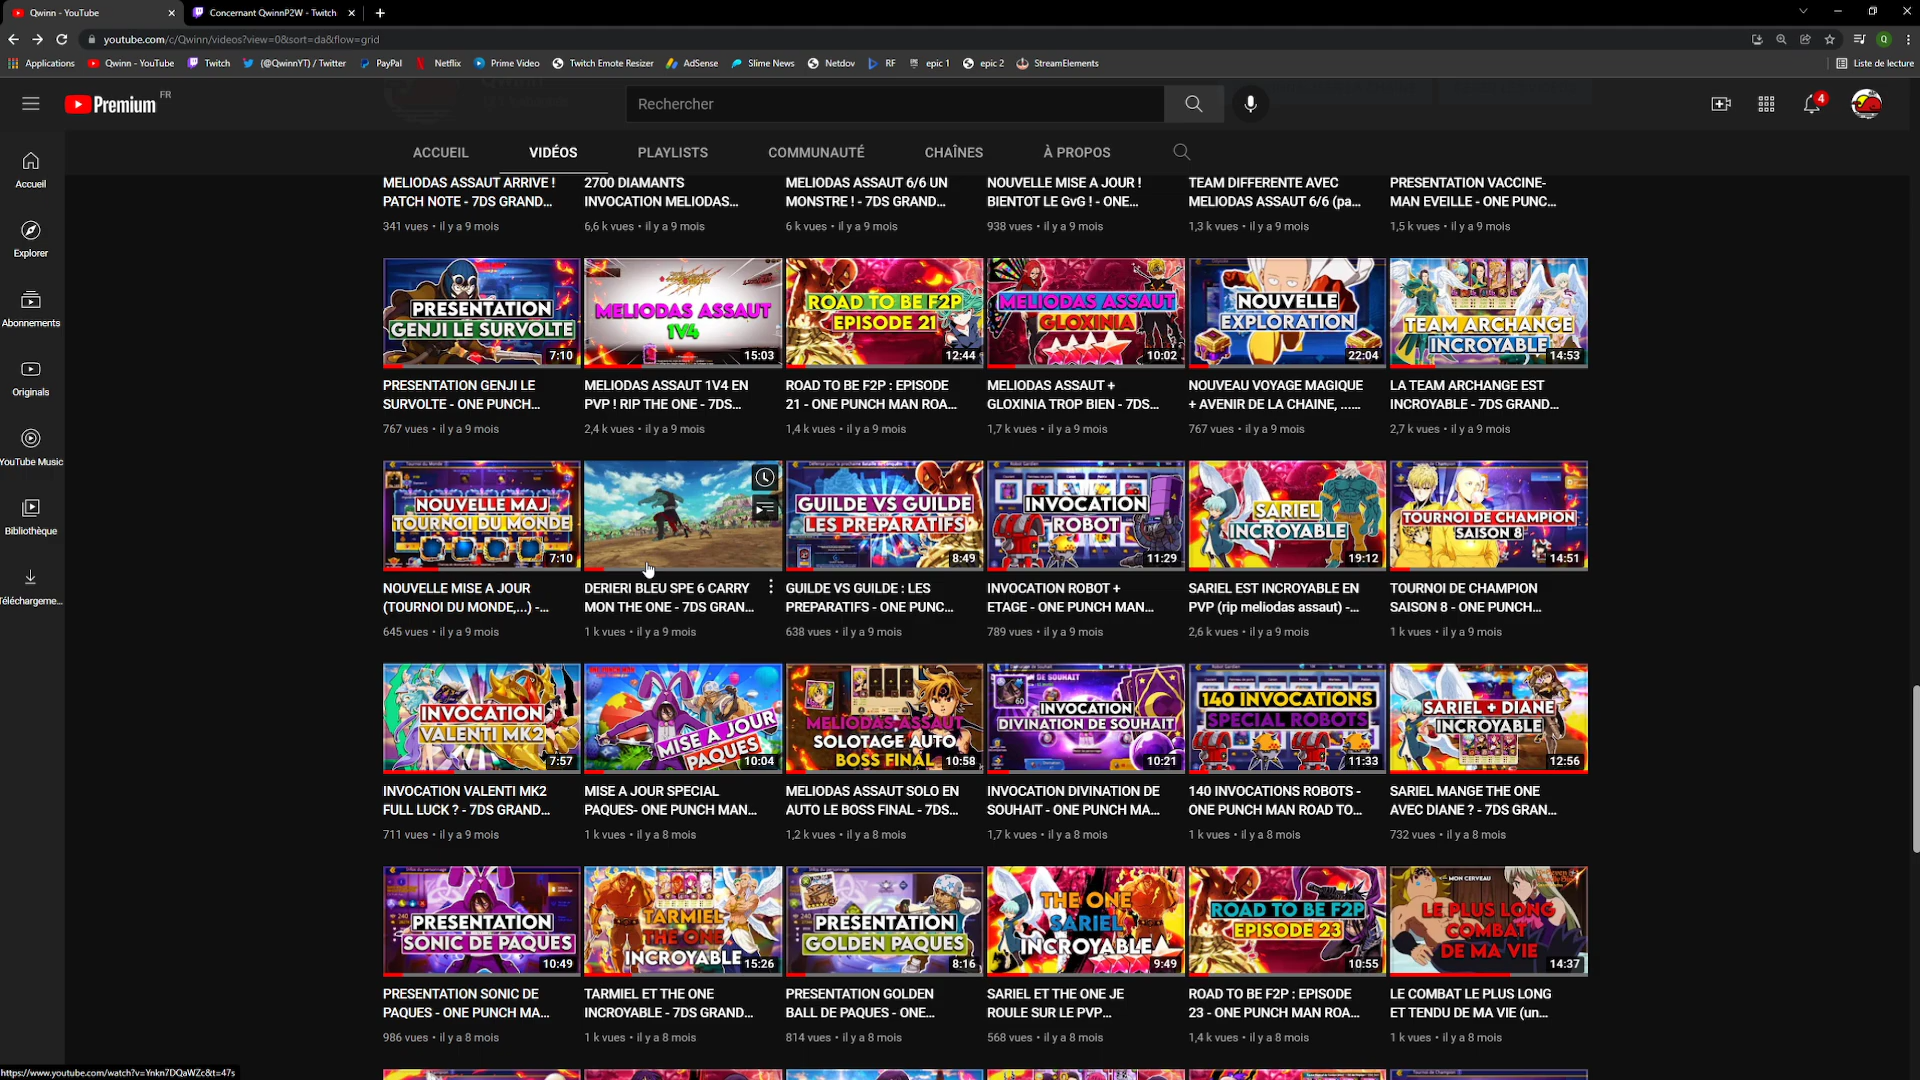 Qwinn - YouTube
Concernant QwinnP2W - Twitch
youtube.com/c/Qwinn/videos?view=0&sort=da&flow=grid
Applications
Qwinn - YouTube
Twitch
(@QwinnYT) / Twitter
PayPal
Netflix
Prime Video
Twitch Emote Resizer
AdSense
Slime News
Netdov
RF
epic 1
epic 2
StreamElements
Liste de lecture
Premium FR
Rechercher
4
ACCUEIL
VIDÉOS
PLAYLISTS
COMMUNAUTÉ
CHAÎNES
À PROPOS
Accueil
Explorer
Abonnements
Originals
YouTube Music
Bibliothèque
Téléchargeme...
MELIODAS ASSAUT ARRIVE !
PATCH NOTE - 7DS GRAND...
341 vues • il y a 9 mois
2700 DIAMANTS
INVOCATION MELIODAS...
6,6 k vues • il y a 9 mois
MELIODAS ASSAUT 6/6 UN
MONSTRE ! - 7DS GRAND...
6 k vues • il y a 9 mois
NOUVELLE MISE A JOUR !
BIENTOT LE GvG ! - ONE...
938 vues • il y a 9 mois
TEAM DIFFERENTE AVEC
MELIODAS ASSAUT 6/6 (pa...
1,3 k vues • il y a 9 mois
PRESENTATION VACCINE-
MAN EVEILLE - ONE PUNC...
1,5 k vues • il y a 9 mois
PRESENTATION
GENJI LE SURVOLTE
7:10
PRESENTATION GENJI LE
SURVOLTE - ONE PUNCH...
767 vues • il y a 9 mois
MELIODAS ASSAUT
1V4
15:03
MELIODAS ASSAUT 1V4 EN
PVP ! RIP THE ONE - 7DS...
2,4 k vues • il y a 9 mois
ROAD TO BE F2P
EPISODE 21
12:44
ROAD TO BE F2P : EPISODE
21 - ONE PUNCH MAN ROA...
1,4 k vues • il y a 9 mois
MELIODAS ASSAUT
GLOXINIA
10:02
MELIODAS ASSAUT +
GLOXINIA TROP BIEN - 7DS...
1,7 k vues • il y a 9 mois
NOUVELLE
EXPLORATION
22:04
NOUVEAU VOYAGE MAGIQUE
+ AVENIR DE LA CHAINE, ......
767 vues • il y a 9 mois
TEAM ARCHANGE
INCROYABLE
14:53
LA TEAM ARCHANGE EST
INCROYABLE - 7DS GRAND...
2,7 k vues • il y a 9 mois
NOUVELLE MAJ
TOURNOI DU MONDE
7:10
NOUVELLE MISE A JOUR
(TOURNOI DU MONDE,...) -...
645 vues • il y a 9 mois
DERIERI BLEU SPE 6 CARRY
MON THE ONE - 7DS GRAN...
1 k vues • il y a 9 mois
GUILDE VS GUILDE
LES PREPARATIFS
8:49
GUILDE VS GUILDE : LES
PREPARATIFS - ONE PUNC...
638 vues • il y a 9 mois
INVOCATION
ROBOT
11:29
INVOCATION ROBOT +
ETAGE - ONE PUNCH MAN...
789 vues • il y a 9 mois
SARIEL
INCROYABLE
19:12
SARIEL EST INCROYABLE EN
PVP (rip meliodas assaut) -...
2,6 k vues • il y a 9 mois
TOURNOI DE CHAMPION
SAISON 8
14:51
TOURNOI DE CHAMPION
SAISON 8 - ONE PUNCH...
1 k vues • il y a 9 mois
INVOCATION
VALENTI MK2
7:57
INVOCATION VALENTI MK2
FULL LUCK ? - 7DS GRAND...
711 vues • il y a 9 mois
MISE A JOUR
PAQUES
10:04
MISE A JOUR SPECIAL
PAQUES- ONE PUNCH MAN...
1 k vues • il y a 8 mois
MELIODAS ASSAUT
SOLOTAGE AUTO
BOSS FINAL
10:58
MELIODAS ASSAUT SOLO EN
AUTO LE BOSS FINAL - 7DS...
1,2 k vues • il y a 8 mois
INVOCATION
DIVINATION DE SOUHAIT
10:21
INVOCATION DIVINATION DE
SOUHAIT - ONE PUNCH MA...
1,7 k vues • il y a 8 mois
140 INVOCATIONS
SPECIAL ROBOTS
11:33
140 INVOCATIONS ROBOTS -
ONE PUNCH MAN ROAD TO...
1 k vues • il y a 8 mois
SARIEL + DIANE
INCROYABLE
12:56
SARIEL MANGE THE ONE
AVEC DIANE ? - 7DS GRAN...
732 vues • il y a 8 mois
PRESENTATION
SONIC DE PAQUES
10:49
PRESENTATION SONIC DE
PAQUES - ONE PUNCH MA...
986 vues • il y a 8 mois
TARMIEL
THE ONE
INCROYABLE
15:26
TARMIEL ET THE ONE
INCROYABLE - 7DS GRAND...
1 k vues • il y a 8 mois
PRESENTATION
GOLDEN PAQUES
8:16
PRESENTATION GOLDEN
BALL DE PAQUES - ONE...
814 vues • il y a 8 mois
THE ONE
SARIEL
INCROYABLE
9:49
SARIEL ET THE ONE JE
ROULE SUR LE PVP...
568 vues • il y a 8 mois
ROAD TO BE F2P
EPISODE 23
10:55
ROAD TO BE F2P : EPISODE
23 - ONE PUNCH MAN ROA...
1,4 k vues • il y a 8 mois
MON CERVEAU
LE PLUS LONG
COMBAT
DE MA VIE
14:37
LE COMBAT LE PLUS LONG
ET TENDU DE MA VIE (un...
1 k vues • il y a 8 mois
https://www.youtube.com/watch?v=Ynkn7DQaWZc&t=47s